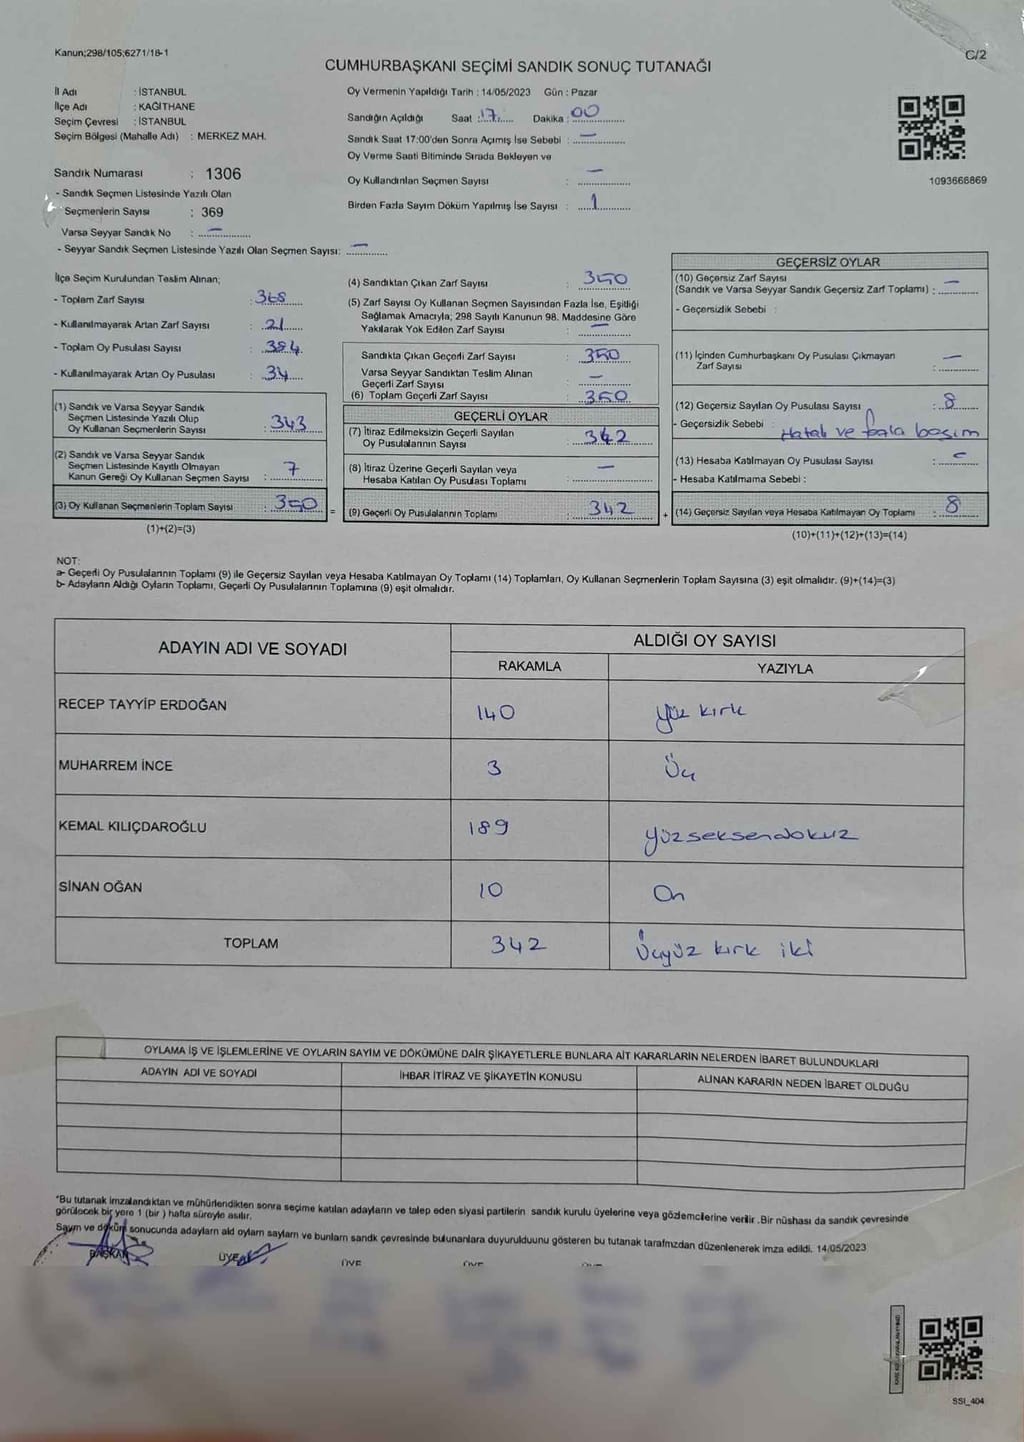 Kanun;298/105;6271/18-1
C/2
CUMHURBAŞKANI SEÇİMİ SANDIK SONUÇ TUTANAĞI
İl Adı : İSTANBUL
İlçe Adı : KAĞITHANE
Seçim Çevresi : İSTANBUL
Seçim Bölgesi (Mahalle Adı) : MERKEZ MAH.
Sandık Numarası : 1306
- Sandık Seçmen Listesinde Yazılı Olan
Seçmenlerin Sayısı : 369
Varsa Seyyar Sandık No : —
- Seyyar Sandık Seçmen Listesinde Yazılı Olan Seçmen Sayısı: —
Oy Vermenin Yapıldığı Tarih : 14/05/2023 Gün : Pazar
Sandığın Açıldığı Saat : 17 Dakika : 00
Sandık Saat 17:00'den Sonra Açımış İse Sebebi : —
Oy Verme Saati Bitiminde Sırada Bekleyen ve
Oy Kullandırılan Seçmen Sayısı : —
Birden Fazla Sayım Döküm Yapılmış İse Sayısı : 1
1093666869
İlçe Seçim Kurulundan Teslim Alınan;
- Toplam Zarf Sayısı : 368
- Kullanılmayarak Artan Zarf Sayısı : 21
- Toplam Oy Pusulası Sayısı : 384
- Kullanılmayarak Artan Oy Pusulası : 34
(1) Sandık ve Varsa Seyyar Sandık
Seçmen Listesinde Yazılı Olup
Oy Kullanan Seçmenlerin Sayısı : 343
(2) Sandık ve Varsa Seyyar Sandık
Seçmen Listesinde Kayıtlı Olmayan
Kanun Gereği Oy Kullanan Seçmen Sayısı : 7
(3) Oy Kullanan Seçmenlerin Toplam Sayısı : 350
(1)+(2)=(3)
(4) Sandıktan Çıkan Zarf Sayısı : 350
(5) Zarf Sayısı Oy Kullanan Seçmen Sayısından Fazla İse, Eşitliği
Sağlamak Amacıyla; 298 Sayılı Kanunun 98. Maddesine Göre
Yakılarak Yok Edilen Zarf Sayısı : —
Sandıkta Çıkan Geçerli Zarf Sayısı : 350
Varsa Seyyar Sandıktan Teslim Alınan
Geçerli Zarf Sayısı : —
(6) Toplam Geçerli Zarf Sayısı : 350
GEÇERLİ OYLAR
(7) İtiraz Edilmeksizin Geçerli Sayılan
Oy Pusulalarının Sayısı : 342
(8) İtiraz Üzerine Geçerli Sayılan veya
Hesaba Katılan Oy Pusulası Toplamı : —
= (9) Geçerli Oy Pusulalarının Toplamı : 342
GEÇERSİZ OYLAR
(10) Geçersiz Zarf Sayısı
(Sandık ve Varsa Seyyar Sandık Geçersiz Zarf Toplamı) : —
- Geçersizlik Sebebi :
(11) İçinden Cumhurbaşkanı Oy Pusulası Çıkmayan
Zarf Sayısı : —
(12) Geçersiz Sayılan Oy Pusulası Sayısı : 8
- Geçersizlik Sebebi : Hatalı ve fazla basım
(13) Hesaba Katılmayan Oy Pusulası Sayısı : -
- Hesaba Katılmama Sebebi :
+ (14) Geçersiz Sayılan veya Hesaba Katılmayan Oy Toplamı : 8
(10)+(11)+(12)+(13)=(14)
NOT:
a- Geçerli Oy Pusulalarının Toplamı (9) ile Geçersiz Sayılan veya Hesaba Katılmayan Oy Toplamı (14) Toplamları, Oy Kullanan Seçmenlerin Toplam Sayısına (3) eşit olmalıdır. (9)+(14)=(3)
b- Adayların Aldığı Oyların Toplamı, Geçerli Oy Pusulalarının Toplamına (9) eşit olmalıdır.
ADAYIN ADI VE SOYADI ALDIĞI OY SAYISI
RAKAMLA YAZIYLA
RECEP TAYYİP ERDOĞAN 140 yüz kırk
MUHARREM İNCE 3 Üç
KEMAL KILIÇDAROĞLU 189 yüzseksendokuz
SİNAN OĞAN 10 On
TOPLAM 342 Üçyüz kırk iki
OYLAMA İŞ VE İŞLEMLERİNE VE OYLARIN SAYIM VE DÖKÜMÜNE DAİR ŞİKAYETLERLE BUNLARA AİT KARARLARIN NELERDEN İBARET BULUNDUKLARI
ADAYIN ADI VE SOYADI İHBAR İTİRAZ VE ŞİKAYETİN KONUSU ALINAN KARARIN NEDEN İBARET OLDUĞU
*Bu tutanak imzalandıktan ve mühürlendikten sonra seçime katılan adayların ve talep eden siyasi partilerin sandık kurulu üyelerine veya gözlemcilerine verilir .Bir nüshası da sandık çevresinde
görülecek bir yere 1 (bir ) hafta süreyle asılır.
Sayım ve döküm sonucunda adayların ald oyların sayların ve bunların sandık çevresinde bulunanlara duyurulduunu gösteren bu tutanak tarafımzdan düzenlenerek imza edildi. 14/05/2023
BAŞKAN ÜYE ÜYE ÜYE
SSI_404